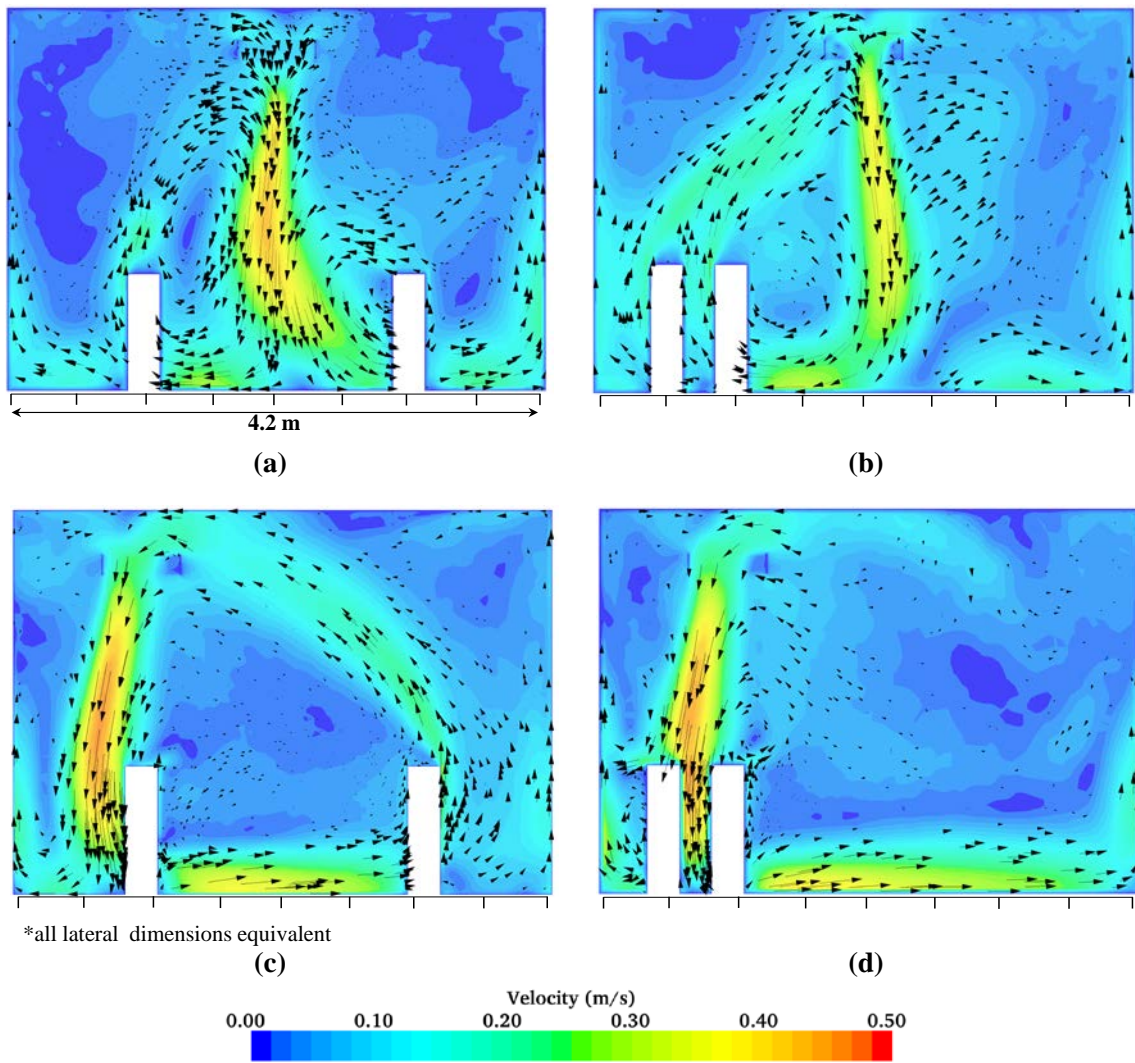 4.2 m
(a)
(b)
*all lateral dimensions equivalent
(c)
(d)
Velocity (m/s)
0.00 0.10 0.20 0.30 0.40 0.50